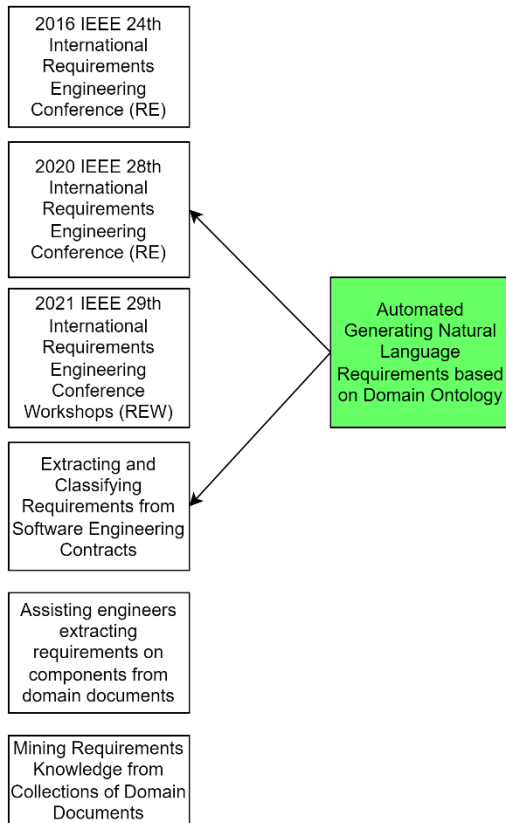 2016 IEEE 24th
International
Requirements
Engineering
Conference (RE)
2020 IEEE 28th
International
Requirements
Engineering
Conference (RE)
2021 IEEE 29th
International
Requirements
Engineering
Conference
Workshops (REW)
Extracting and
Classifying
Requirements from
Software Engineering
Contracts
Assisting engineers
extracting
requirements on
components from
domain documents
Mining Requirements
Knowledge from
Collections of Domain
Documents
Automated
Generating Natural
Language
Requirements based
on Domain Ontology